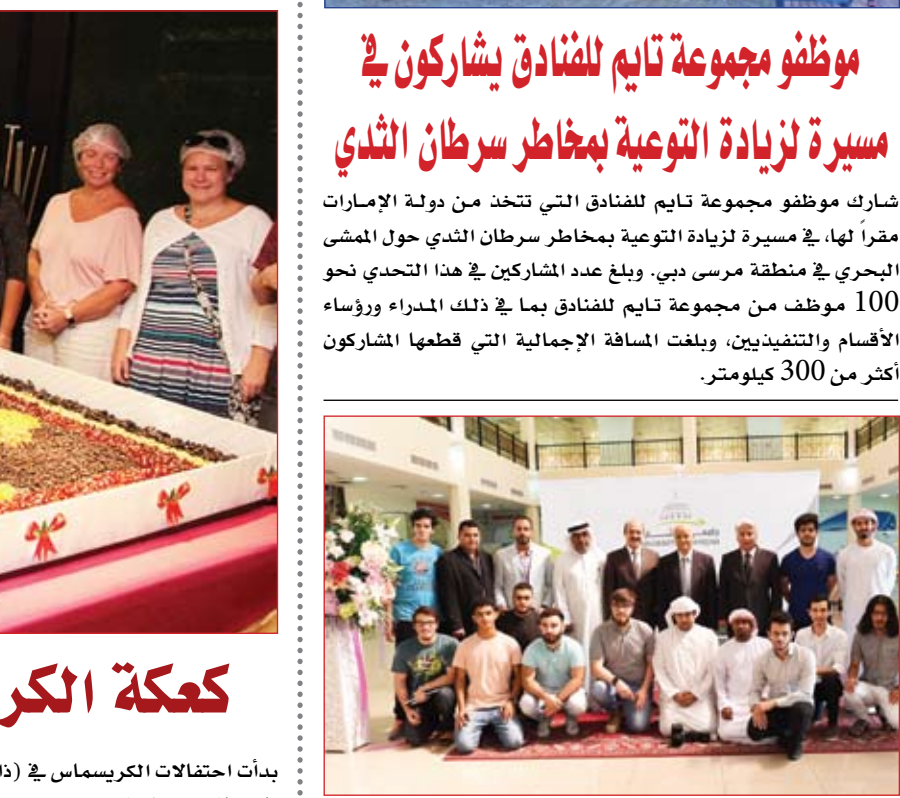 موظفو مجموعة تايم للفنادق يشاركون في
مسيرة لزيادة التوعية بمخاطر سرطان الثدي
شارك موظفو مجموعة تايم للفنادق التي تتخذ من دولة الإمارات
مقراً لها، في مسيرة لزيادة التوعية بمخاطر سرطان الثدي حول الممشى
البحري في منطقة مرسى دبي. وبلغ عدد المشاركين في هذا التحدي نحو
100 موظف من مجموعة تايم للفنادق بما في ذلك المدراء ورؤساء
الأقسام والتنفيذيين، وبلغت المسافة الإجمالية التي قطعها المشاركون
أكثر من 300 كيلومتر.
كعكة
بدأت احتفالات الكريسماس في